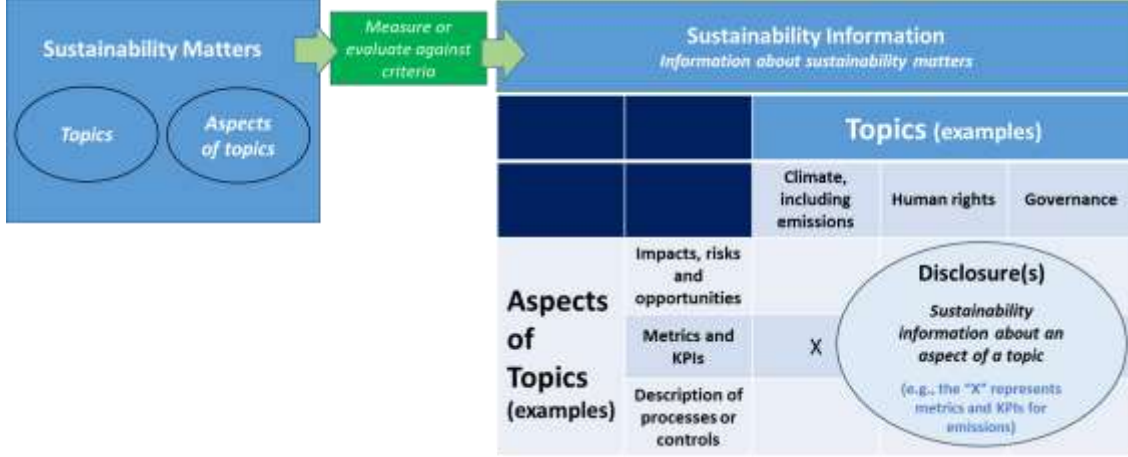 Sustainability Matters
Topics
Aspects
of topics
Measure or
evaluate against
criteria
Sustainability Information
Information about sustainability matters
Topics (examples)
Climate,
including
emissions
Human rights
Governance
Aspects
of
Topics
(examples)
Impacts, risks
and
opportunities
Metrics and
KPIs
X
Description of
processes or
controls
Disclosure(s)
Sustainability
information about an
aspect of a topic
(e.g., the "X" represents
metrics and KPIs for
emissions)